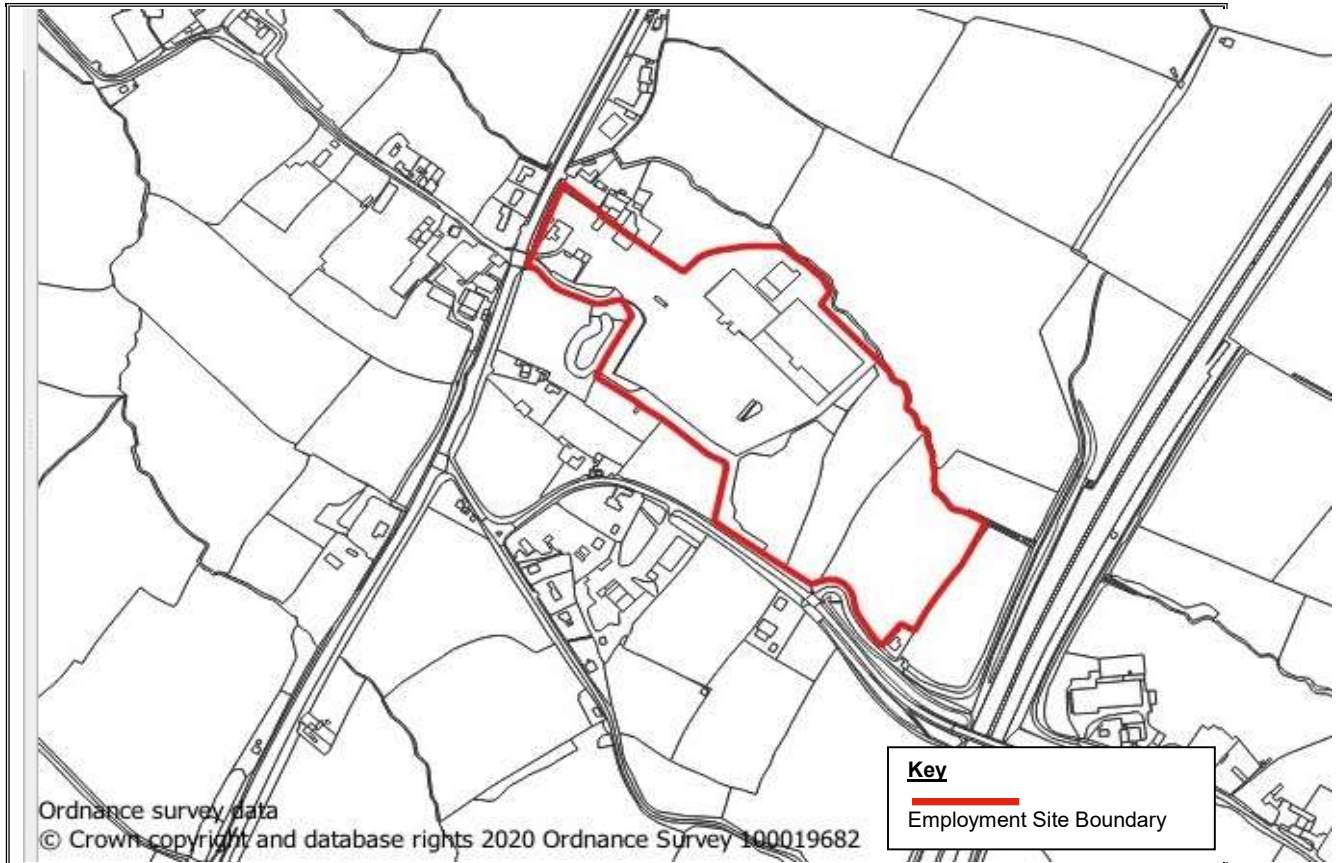 Key
Employment Site Boundary
Ordnance survey data
© Crown copyright and database rights 2020 Ordnance Survey 100019682